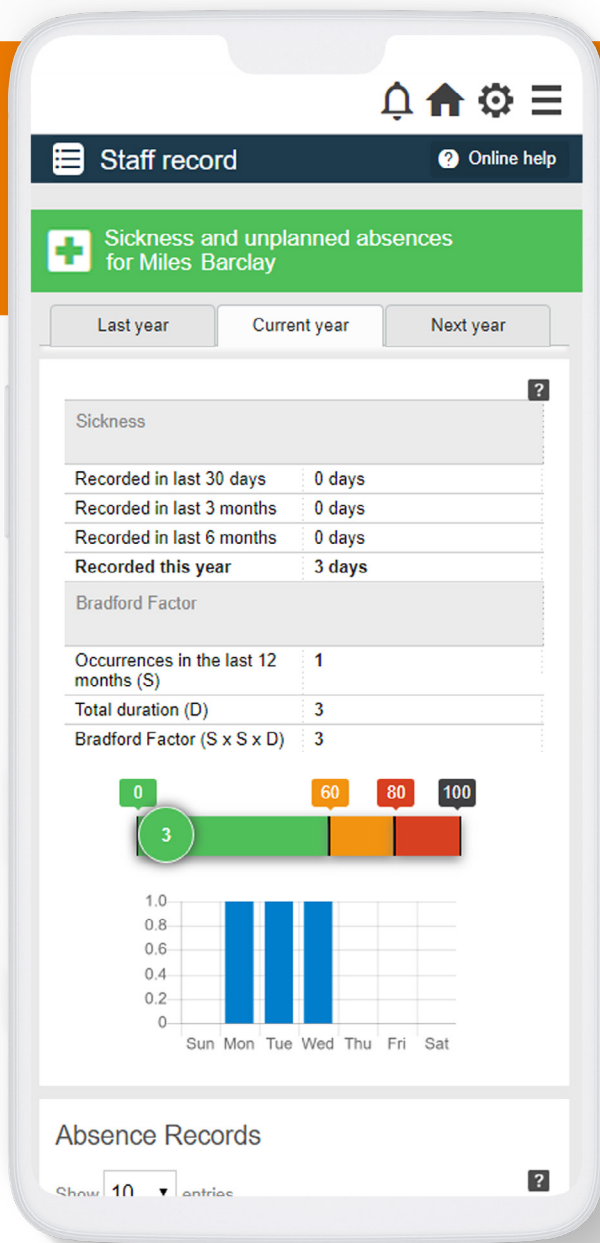 Staff record
? Online help
Sickness and unplanned absences
for Miles Barclay
Last year Current year Next year
?
Sickness
Recorded in last 30 days 0 days
Recorded in last 3 months 0 days
Recorded in last 6 months 0 days
Recorded this year 3 days
Bradford Factor
Occurrences in the last 12 1
months (S)
Total duration (D) 3
Bradford Factor (S x S x D) 3
0 60 80 100
3
1.0
0.8
0.6
0.4
0.2
0
Sun Mon Tue Wed Thu Fri Sat
Absence Records
?
Show 10 entries